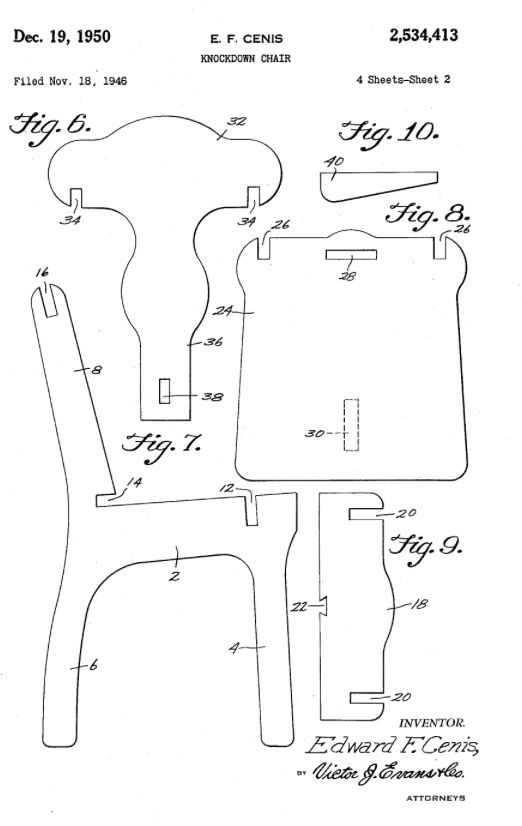 Dec. 19, 1950
E. F. CENIS
2,534,413
KNOCKDOWN CHAIR
Filed Nov. 18, 1946
4 Sheets-Sheet 2
Fig. 6.
32
Fig. 10.
40
34
34
Fig. 8.
26
26
28
16
24
8
36
38
Fig. 7.
30
14
12
20
Fig. 9.
2
22
18
4
6
20
INVENTOR.
Edward F. Cenis,
BY Victor J. Evans & Co.
ATTORNEYS